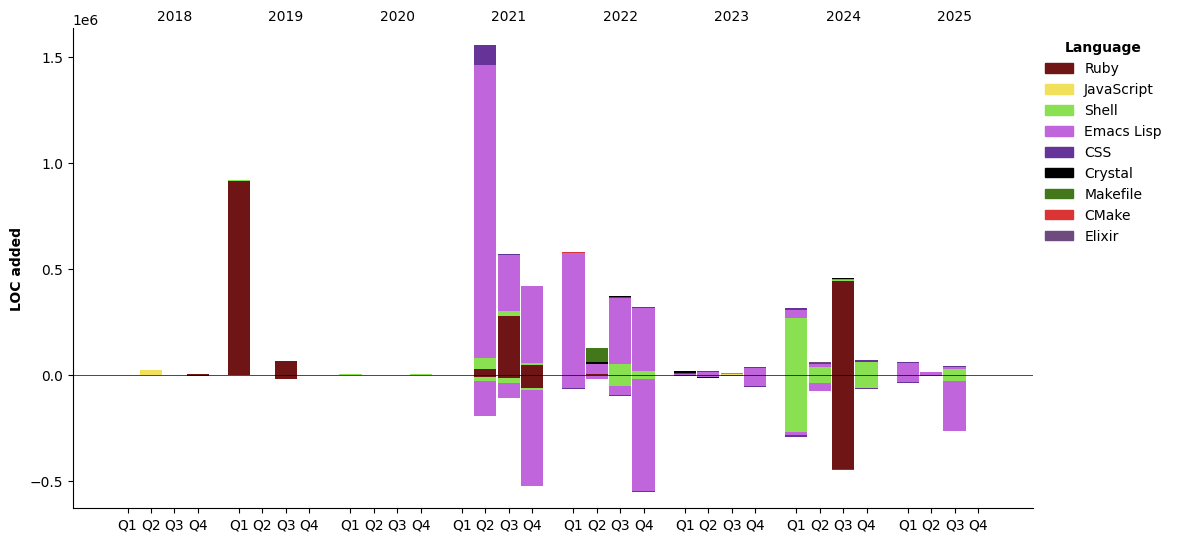 1e6
2018 2019 2020 2021 2022 2023 2024 2025
LOC added
1.5
1.0
0.5
0.0
−0.5
Q1 Q2 Q3 Q4 Q1 Q2 Q3 Q4 Q1 Q2 Q3 Q4 Q1 Q2 Q3 Q4 Q1 Q2 Q3 Q4 Q1 Q2 Q3 Q4 Q1 Q2 Q3 Q4 Q1 Q2 Q3 Q4
Language
Ruby
JavaScript
Shell
Emacs Lisp
CSS
Crystal
Makefile
CMake
Elixir